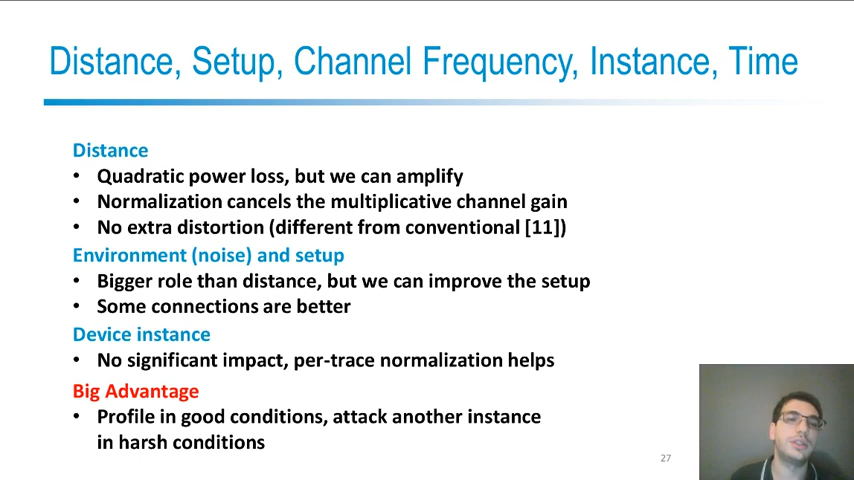 Distance, Setup, Channel Frequency, Instance, Time
Distance
• Quadratic power loss, but we can amplify
• Normalization cancels the multiplicative channel gain
• No extra distortion (different from conventional [11])
Environment (noise) and setup
• Bigger role than distance, but we can improve the setup
• Some connections are better
Device instance
• No significant impact, per-trace normalization helps
Big Advantage
• Profile in good conditions, attack another instance
in harsh conditions
27